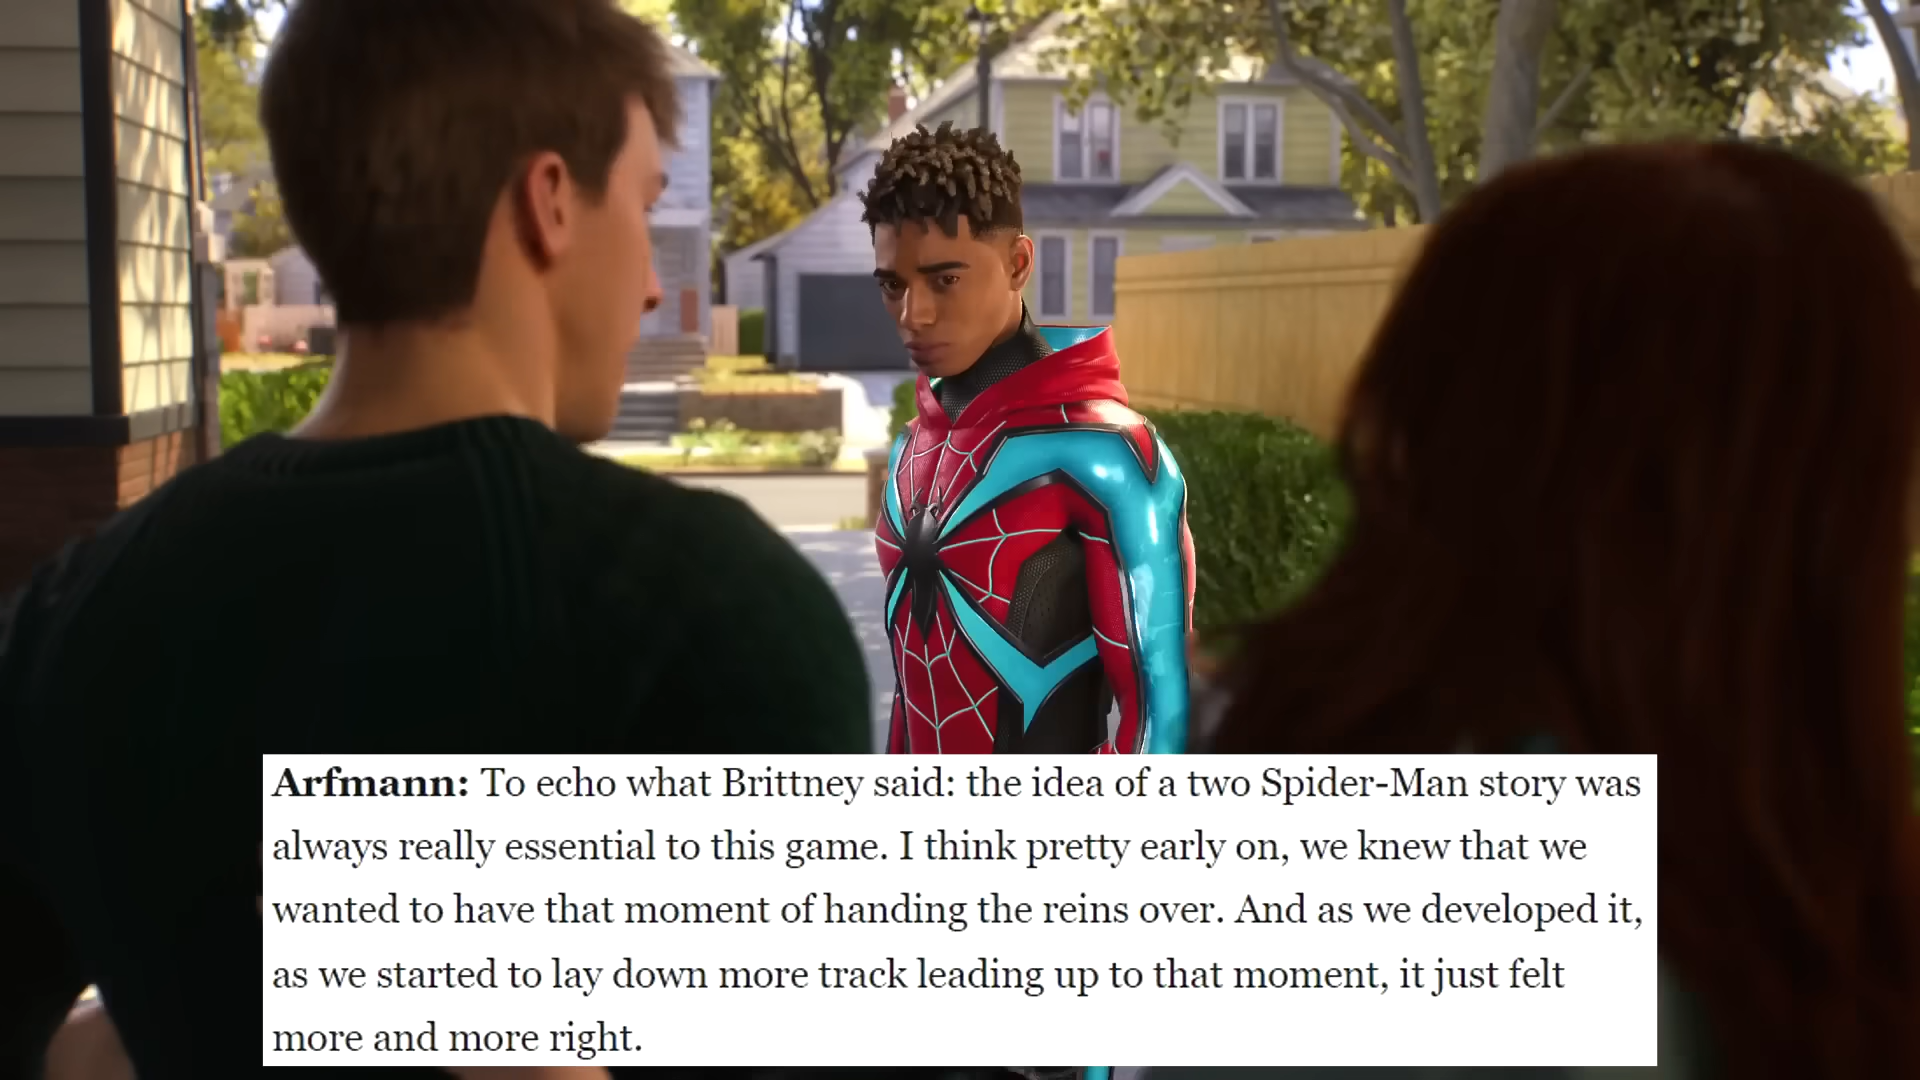 Arfmann: To echo what Brittney said: the idea of a two Spider-Man story was
always really essential to this game. I think pretty early on, we knew that we
wanted to have that moment of handing the reins over. And as we developed it,
as we started to lay down more track leading up to that moment, it just felt
more and more right.